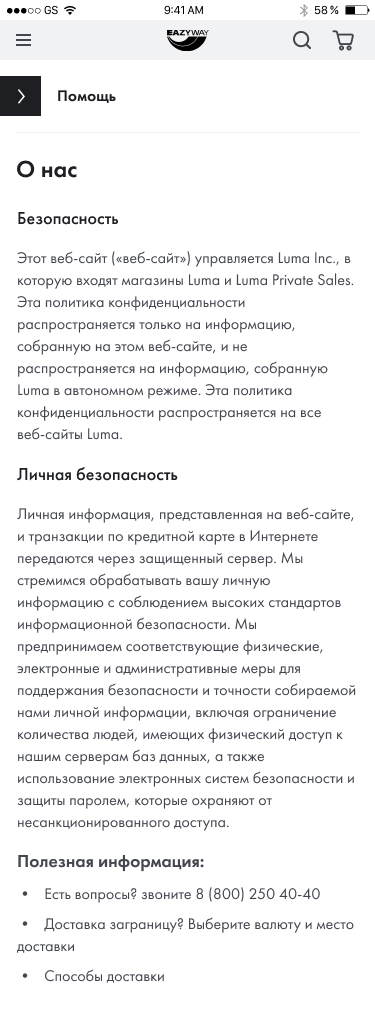 GS 9:41 AM 58 %
EAZYWAY
Помощь
О нас
Безопасность
Этот веб-сайт («веб-сайт») управляется Luma Inc., в
которую входят магазины Luma и Luma Private Sales.
Эта политика конфиденциальности
распространяется только на информацию,
собранную на этом веб-сайте, и не
распространяется на информацию, собранную
Luma в автономном режиме. Эта политика
конфиденциальности распространяется на все
веб-сайты Luma.
Личная безопасность
Личная информация, представленная на веб-сайте,
и транзакции по кредитной карте в Интернете
передаются через защищенный сервер. Мы
стремимся обрабатывать вашу личную
информацию с соблюдением высоких стандартов
информационной безопасности. Мы
предпринимаем соответствующие физические,
электронные и административные меры для
поддержания безопасности и точности собираемой
нами личной информации, включая ограничение
количества людей, имеющих физический доступ к
нашим серверам баз данных, а также
использование электронных систем безопасности и
защиты паролем, которые охраняют от
несанкционированного доступа.
Полезная информация:
• Есть вопросы? звоните 8 (800) 250 40-40
• Доставка заграницу? Выберите валюту и место
доставки
• Способы доставки